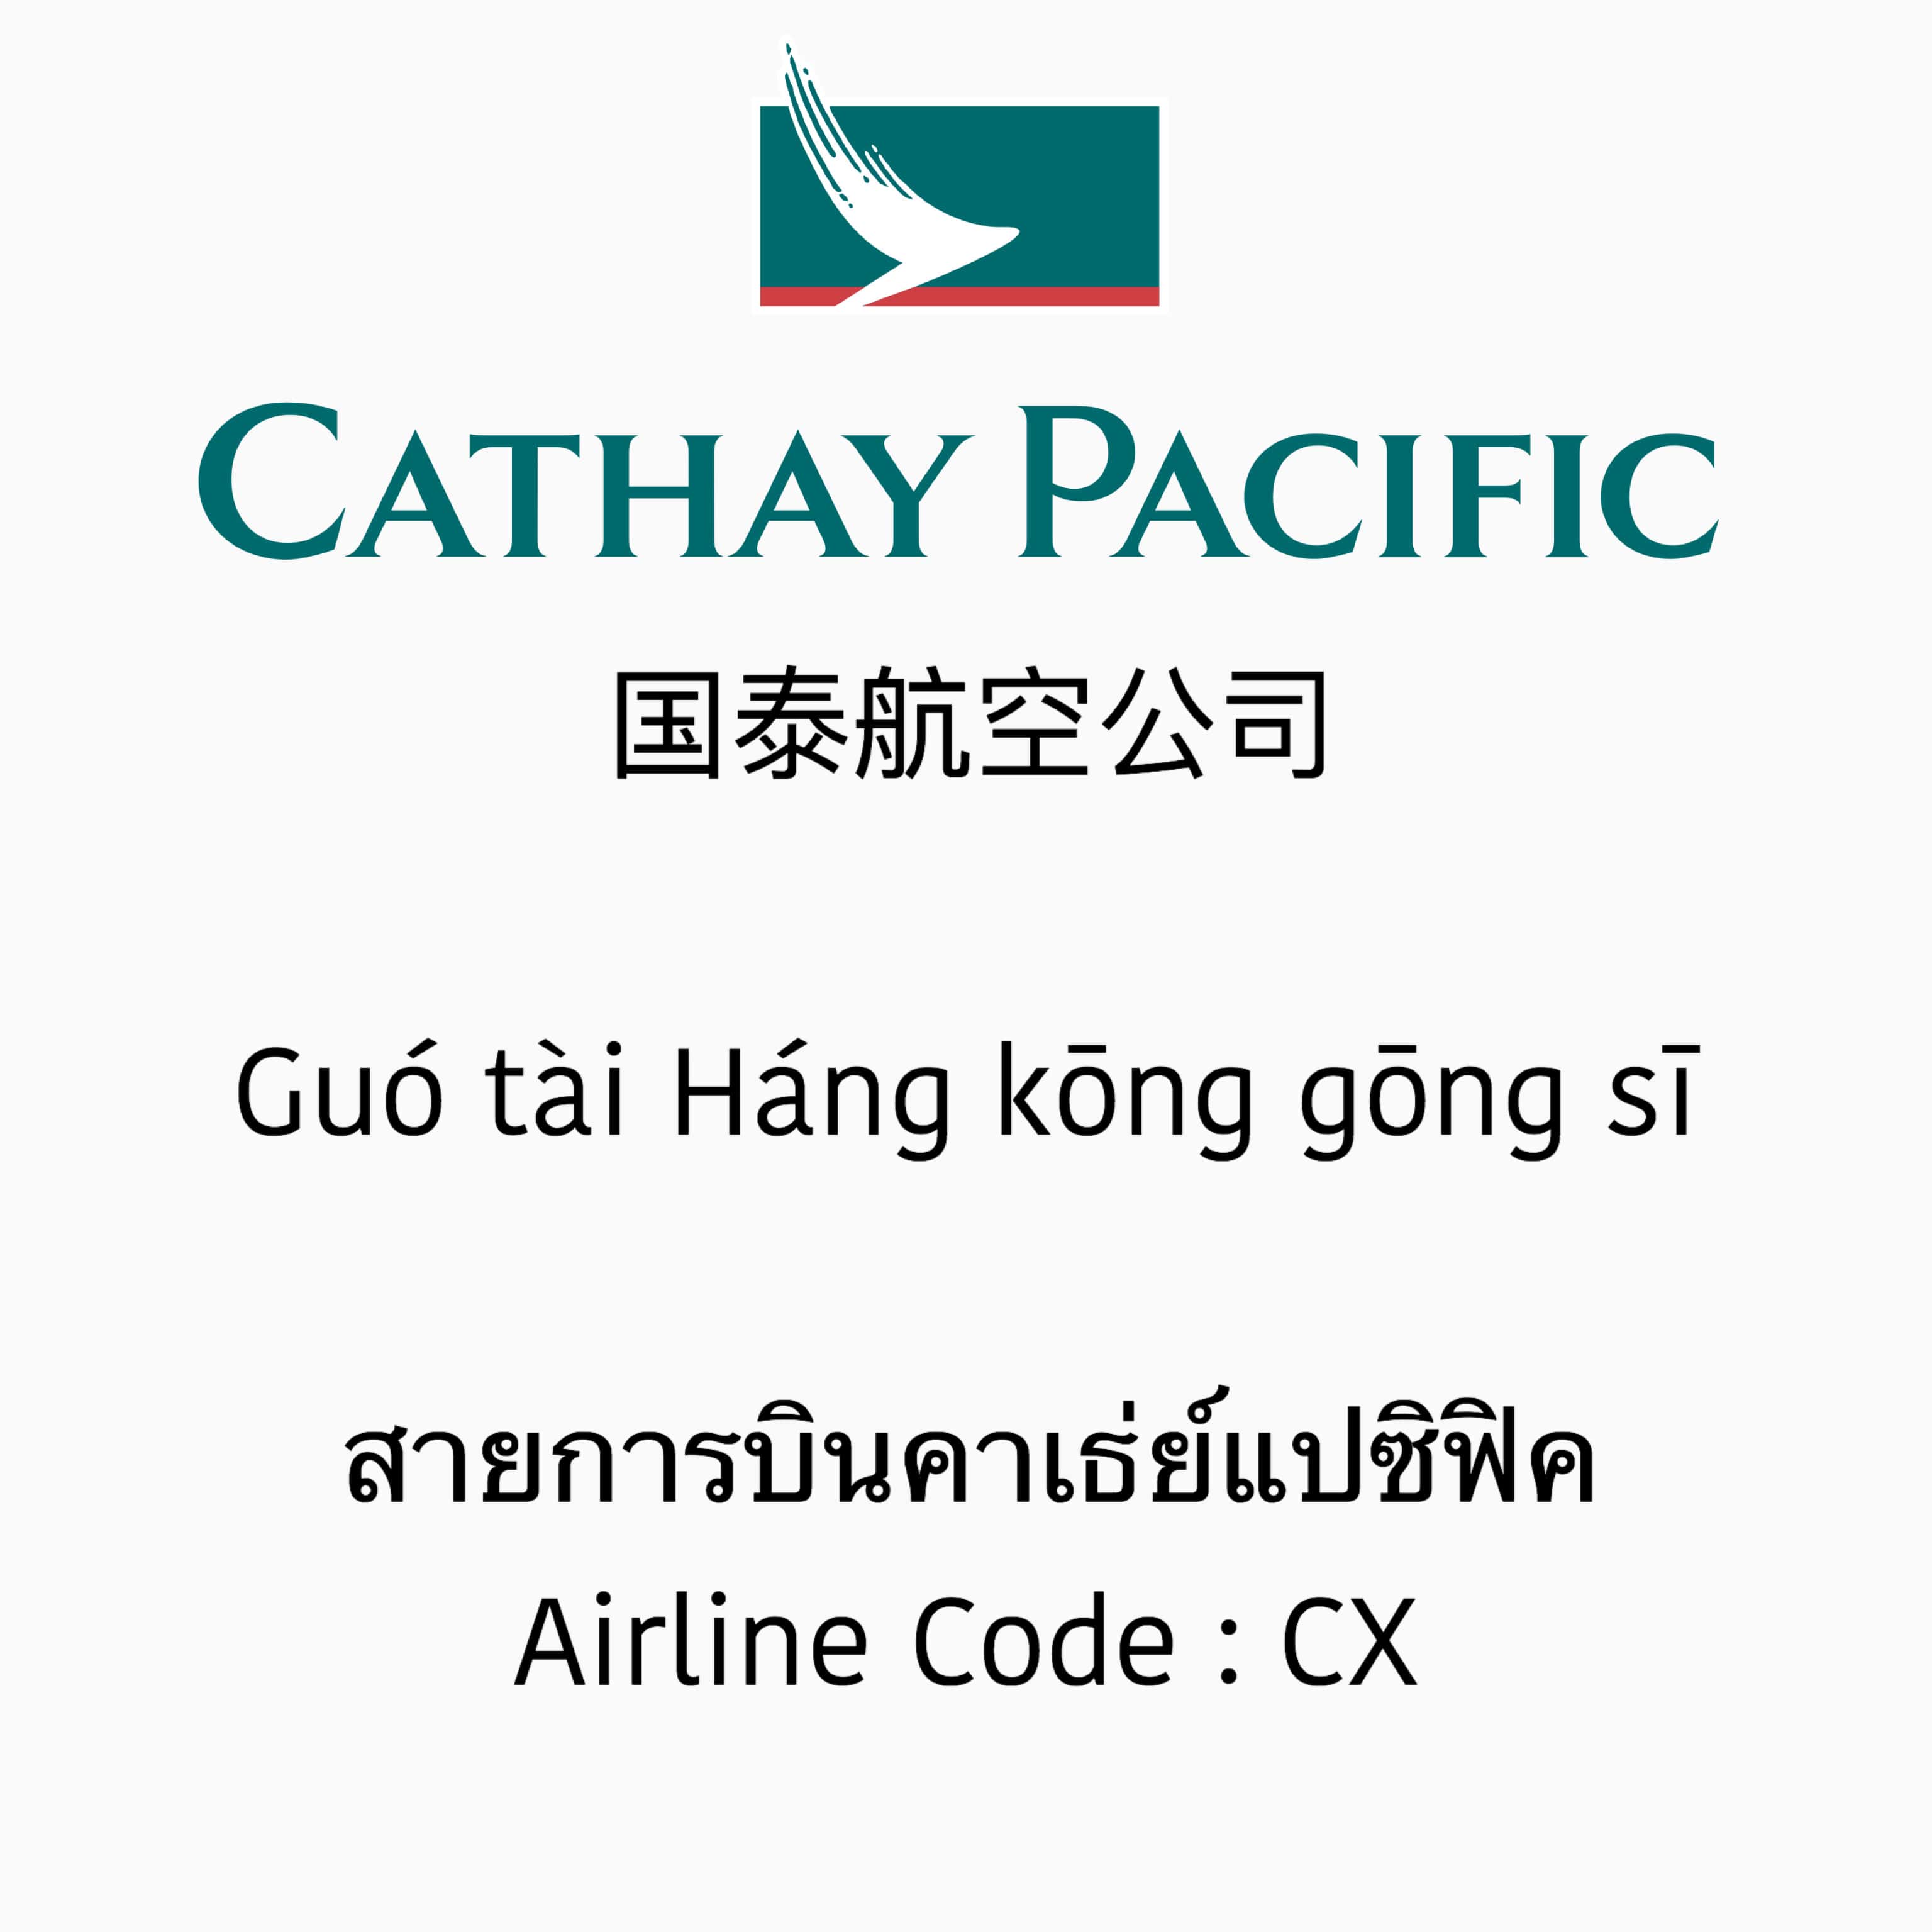 CATHAY PACIFIC
国泰航空公司
Guó tài Háng kōng gōng sī
สายการบินคาเธ่ย์แปซิฟิค
Airline Code : CX